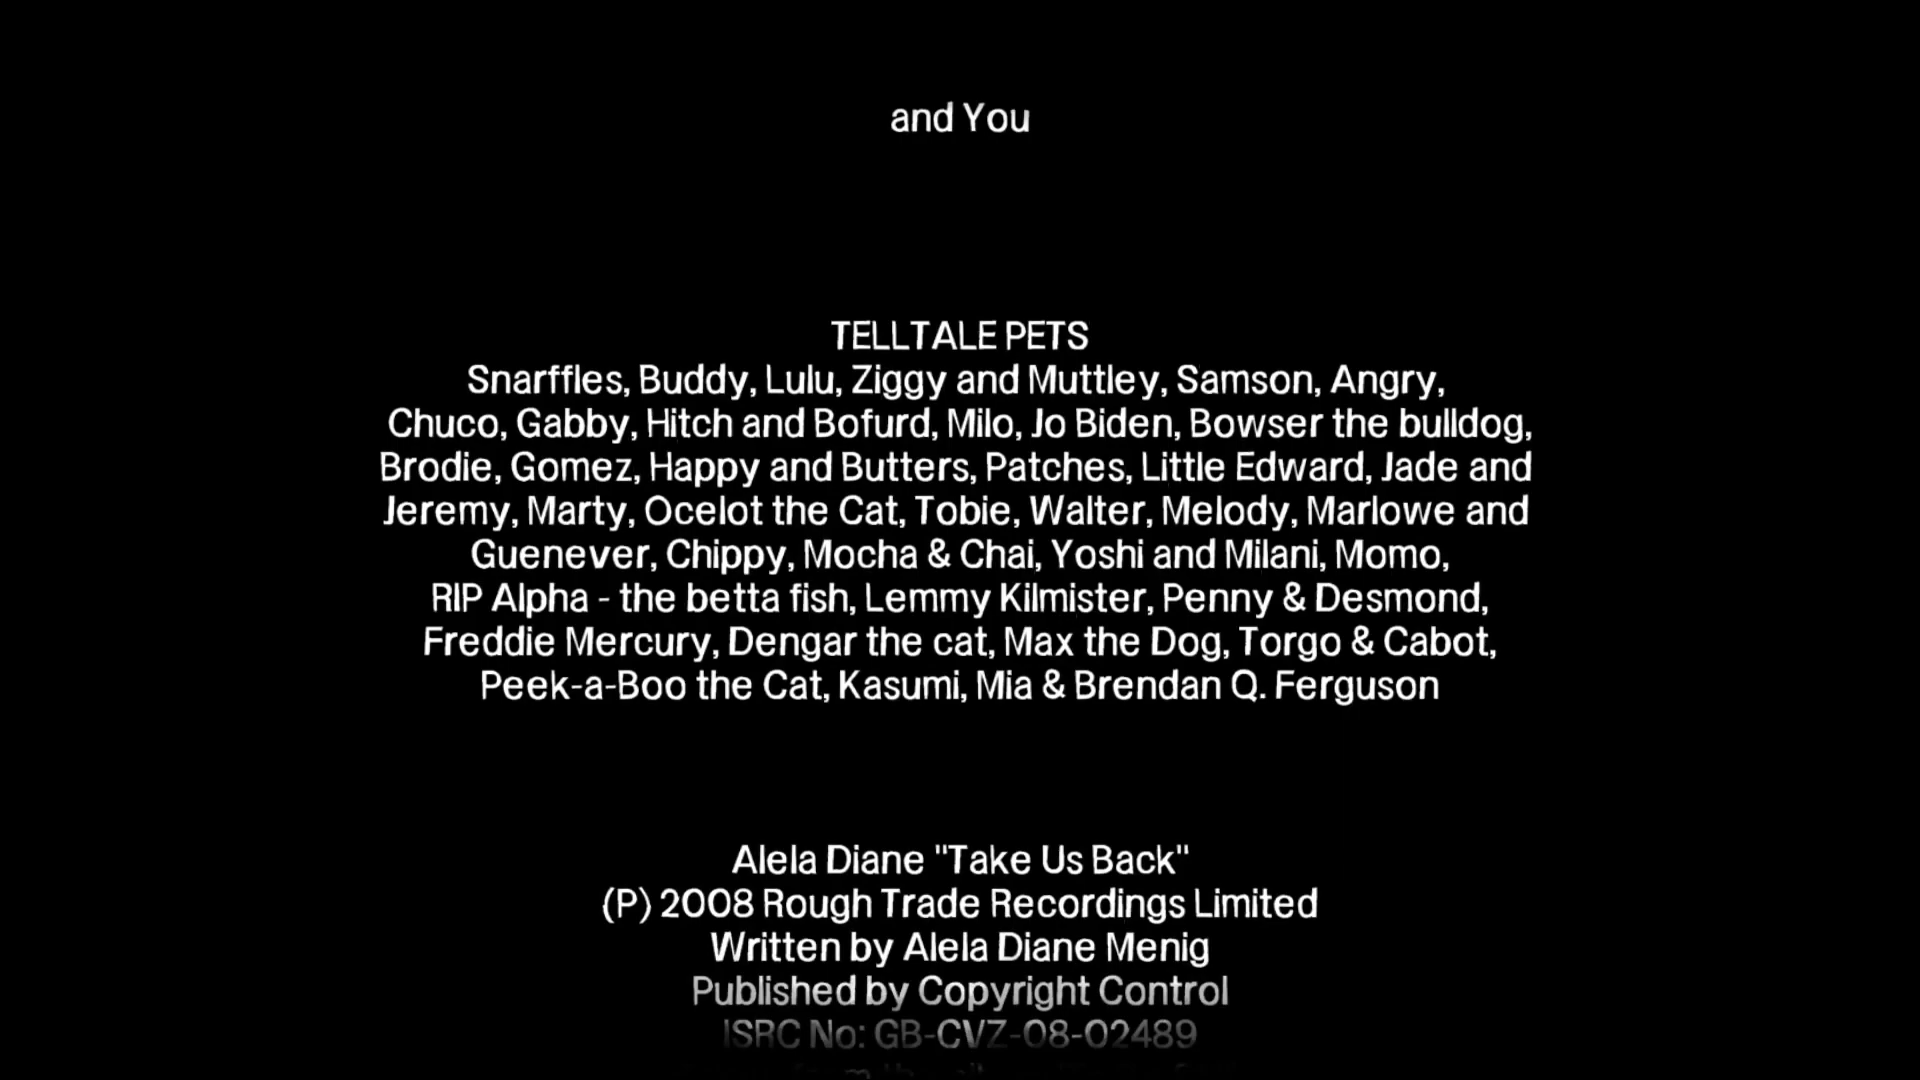 and You
TELLTALE PETS
Snarffles, Buddy, Lulu, Ziggy and Muttley, Samson, Angry,
Chuco, Gabby, Hitch and Bofurd, Milo, Jo Biden, Bowser the bulldog,
Brodie, Gomez, Happy and Butters, Patches, Little Edward, Jade and
Jeremy, Marty, Ocelot the Cat, Tobie, Walter, Melody, Marlowe and
Guenever, Chippy, Mocha & Chai, Yoshi and Milani, Momo,
RIP Alpha - the betta fish, Lemmy Kilmister, Penny & Desmond,
Freddie Mercury, Dengar the cat, Max the Dog, Torgo & Cabot,
Peek-a-Boo the Cat, Kasumi, Mia & Brendan Q. Ferguson
Alela Diane "Take Us Back"
(P) 2008 Rough Trade Recordings Limited
Written by Alela Diane Menig
Published by Copyright Control
ISRC No: GB-CVZ-08-02489